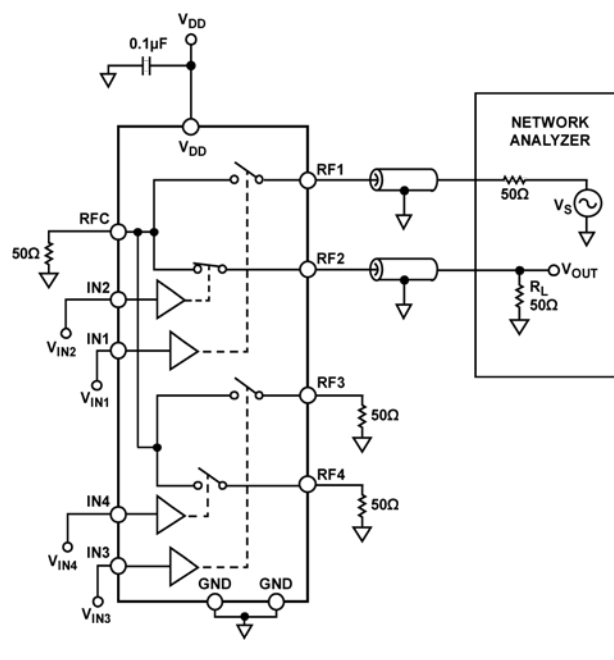 VDD
0.1µF
VDD
NETWORK
ANALYZER
RF1
50Ω
VS
RFC
50Ω
RF2
VOUT
RL
50Ω
IN2
VIN2
IN1
VIN1
RF3
50Ω
RF4
50Ω
IN4
VIN4
IN3
VIN3
GND
GND